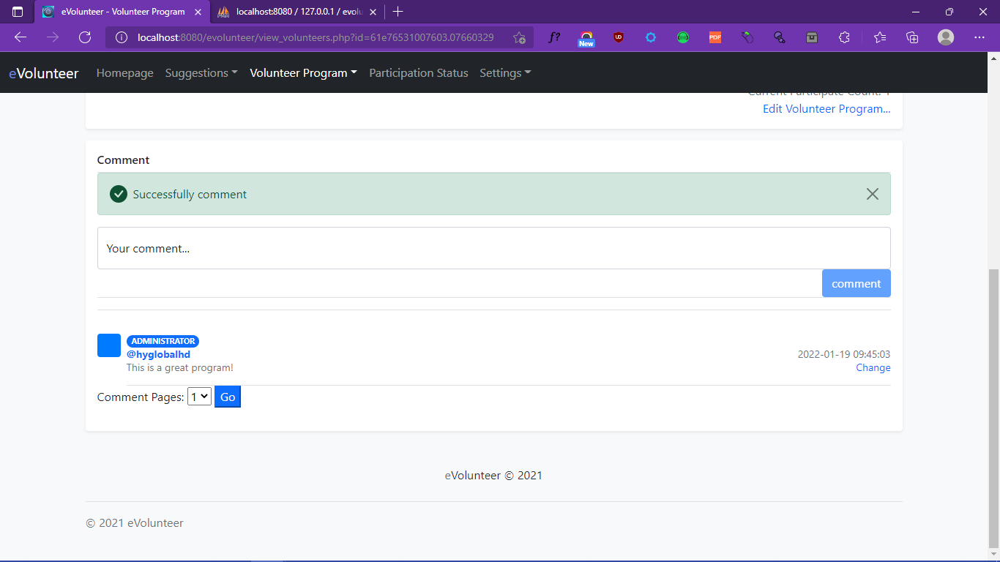 eVolunteer - Volunteer Program
localhost:8080 / 127.0.0.1 / evolu
localhost:8080/evolunteer/view_volunteers.php?id=61e76531007603.07660329
f?
New
UD
PDF
eVolunteer Homepage Suggestions Volunteer Program Participation Status Settings
Current Participate Count: 1
Edit Volunteer Program...
Comment
Successfully comment
Your comment...
comment
ADMINISTRATOR
@hyglobalhd
2022-01-19 09:45:03
This is a great program!
Change
Comment Pages: 1 Go
eVolunteer © 2021
© 2021 eVolunteer